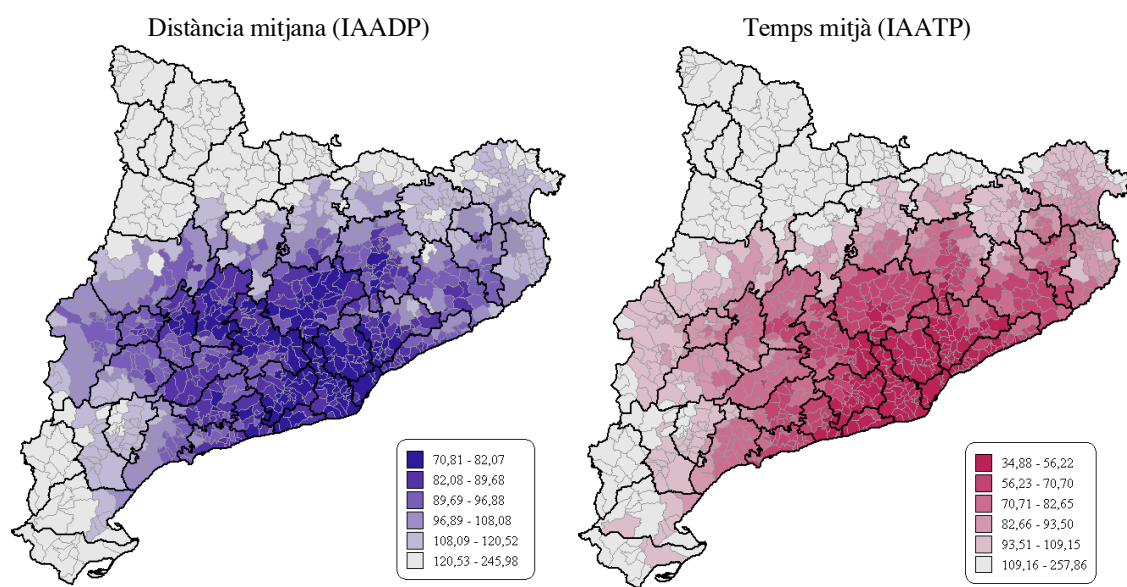 Distància mitjana (IAADP)
Temps mitjà (IAATP)
70,81 - 82,07
82,08 - 89,68
89,69 - 96,88
96,89 - 108,08
108,09 - 120,52
120,53 - 245,98
34,88 - 56,22
56,23 - 70,70
70,71 - 82,65
82,66 - 93,50
93,51 - 109,15
109,16 - 257,86